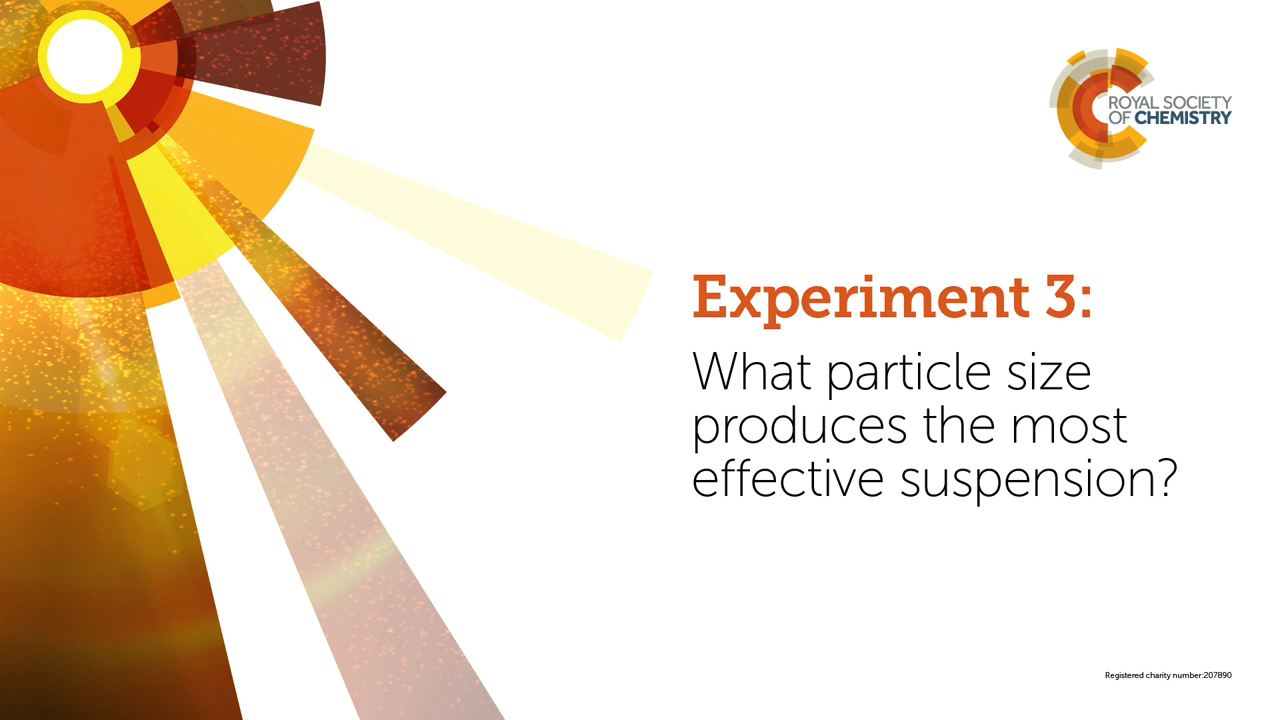 ROYAL SOCIETY
OF CHEMISTRY
Experiment 3:
What particle size
produces the most
effective suspension?
Registered charity number:207890